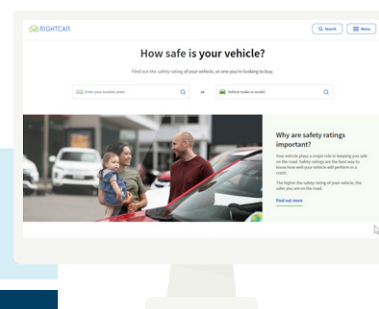 RIGHTCAR
Search
Menu
How safe is your vehicle?
Find out the safety rating of your vehicle, or one you're looking to buy.
Enter your number plate
or
Vehicle make or model
Why are safety ratings
important?
Your vehicle plays a major role in keeping you safe
on the road. Safety ratings are the best way to
know how well your vehicle will perform in a
crash.
The higher the safety rating of your vehicle, the
safer you are on the road.
Find out more